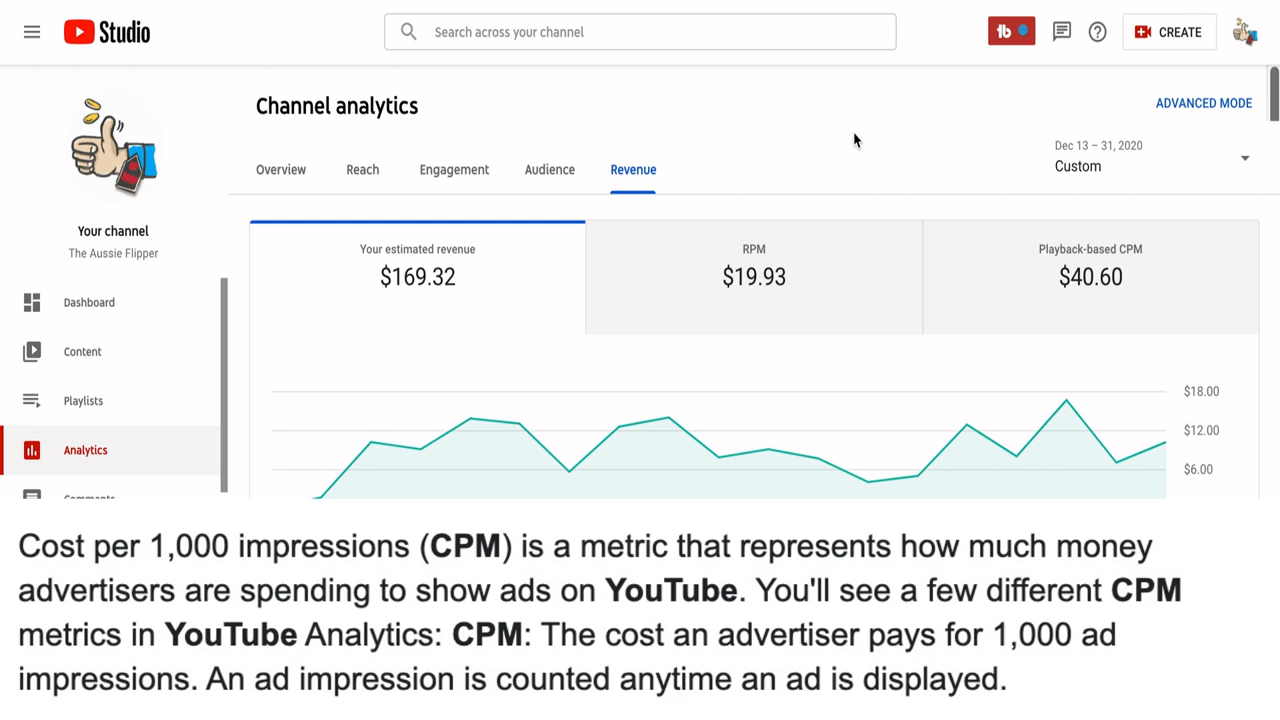 Studio
Search across your channel
tb
CREATE
Channel analytics
ADVANCED MODE
Dec 13 – 31, 2020
Custom
Overview
Reach
Engagement
Audience
Revenue
Your channel
The Aussie Flipper
Your estimated revenue
$169.32
RPM
$19.93
Playback-based CPM
$40.60
Dashboard
Content
Playlists
Analytics
Comments
$18.00
$12.00
$6.00
Cost per 1,000 impressions (CPM) is a metric that represents how much money
advertisers are spending to show ads on YouTube. You'll see a few different CPM
metrics in YouTube Analytics: CPM: The cost an advertiser pays for 1,000 ad
impressions. An ad impression is counted anytime an ad is displayed.